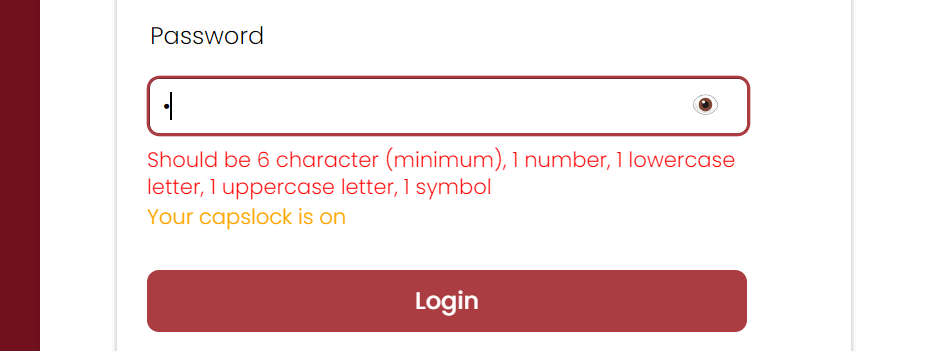 Password
•
Should be 6 character (minimum), 1 number, 1 lowercase
letter, 1 uppercase letter, 1 symbol
Your capslock is on
Login